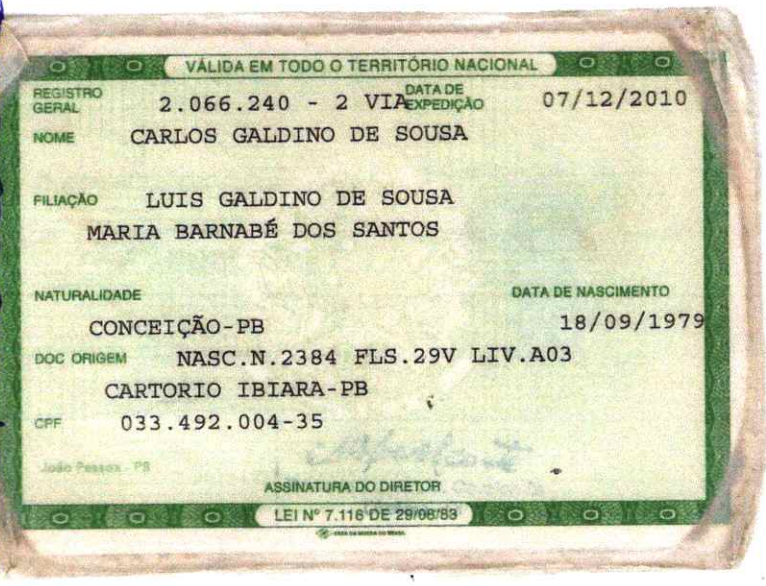 VÁLIDA EM TODO O TERRITÓRIO NACIONAL
REGISTRO GERAL 2.066.240 - 2 VIA DATA DE EXPEDIÇÃO 07/12/2010
NOME CARLOS GALDINO DE SOUSA
FILIAÇÃO LUIS GALDINO DE SOUSA
MARIA BARNABÉ DOS SANTOS
NATURALIDADE DATA DE NASCIMENTO
CONCEIÇÃO-PB 18/09/1979
DOC ORIGEM NASC.N.2384 FLS.29V LIV.A03
CARTORIO IBIARA-PB
CPF 033.492.004-35
João Pessoa - PB
ASSINATURA DO DIRETOR
LEI Nº 7.116 DE 29/08/83